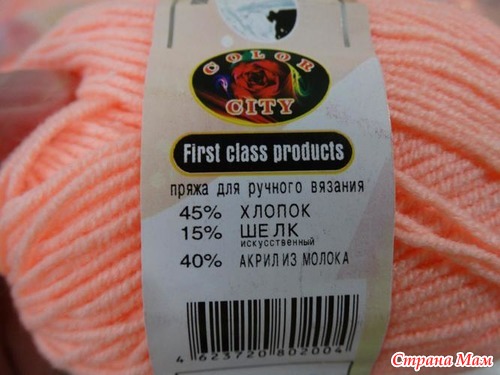 COLOR
CITY
First class products
пряжа для ручного вязания
45% ХЛОПОК
15% ШЕЛК
искусственный
40% АКРИЛ ИЗ МОЛОКА
4 623720 802004
Страна Мам